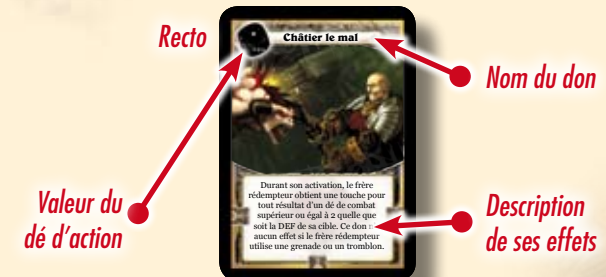 Recto
Châtier le mal
Nom du don
Durant son activation, le frère
rédempteur obtient une touche pour
tout résultat d'un dé de combat
supérieur ou égal à 2 quelle que
soit la DEF de sa cible. Ce don
aucun effet si le frère rédempteur
utilise une grenade ou un tromblon.
Valeur du
dé d'action
Description
de ses effets